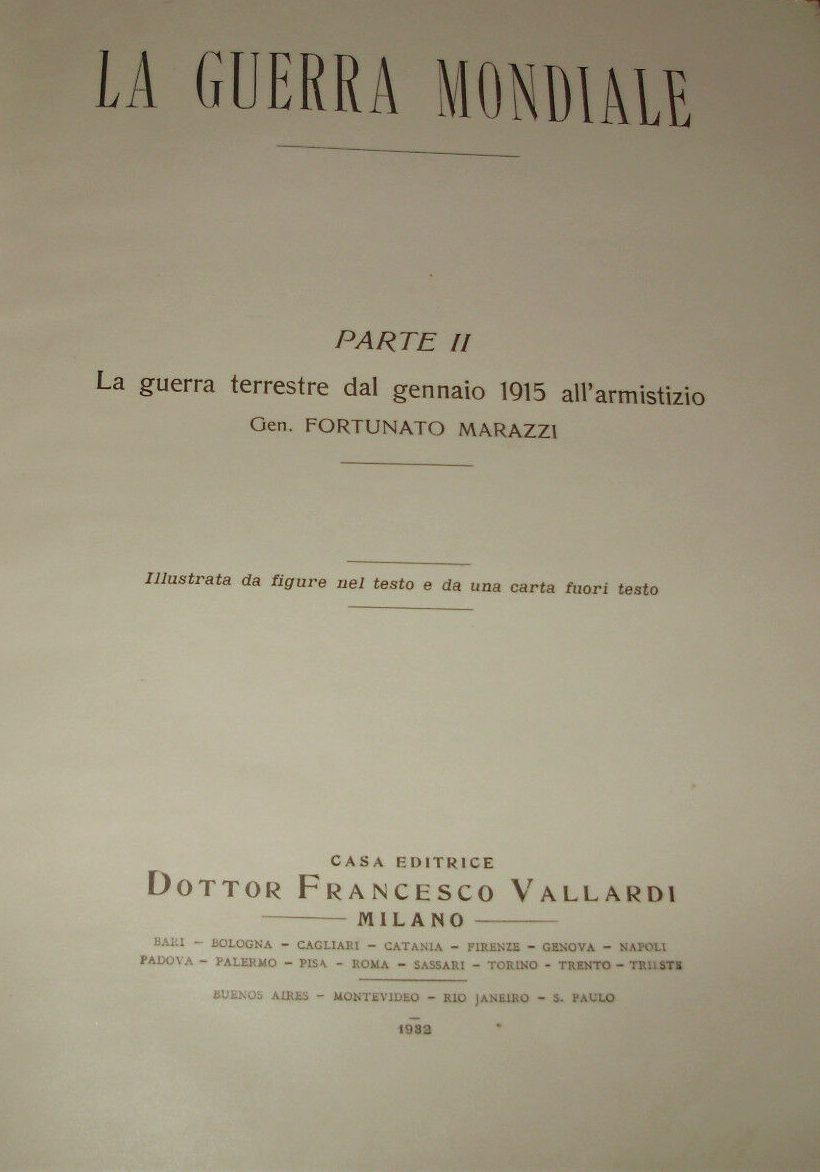 LA GUERRA MONDIALE
PARTE II
La guerra terrestre dal gennaio 1915 all'armistizio
Gen. FORTUNATO MARAZZI
Illustrata da figure nel testo e da una carta fuori testo
CASA EDITRICE
DOTTOR FRANCESCO VALLARDI
MILANO
BARI - BOLOGNA - CAGLIARI - CATANIA - FIRENZE - GENOVA - NAPOLI
PADOVA - PALERMO - PISA - ROMA - SASSARI - TORINO - TRENTO - TRIESTE
BUENOS AIRES - MONTEVIDEO - RIO JANEIRO - S. PAULO
1932